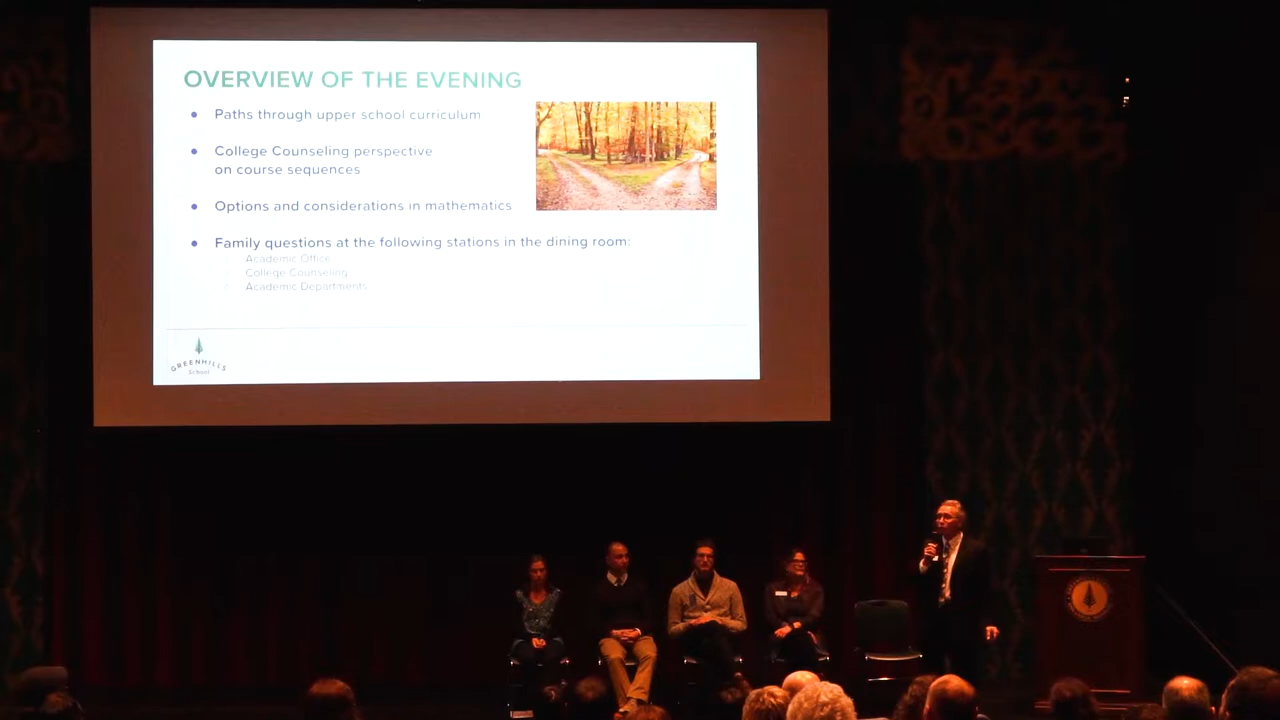 OVERVIEW OF THE EVENING
Paths through upper school curriculum
College Counseling perspective
on course sequences
Options and considerations in mathematics
Family questions at the following stations in the dining room:
Academic Office
College Counseling
Academic Departments
GREENHILLS
School